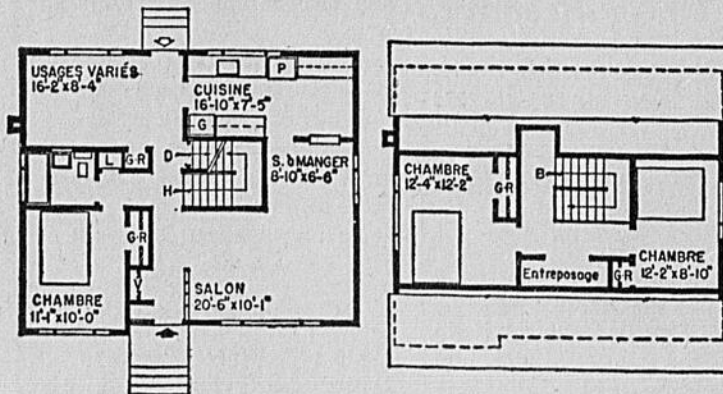 USAGES VARIÉS
16'-2"x8'-4"
P
CUISINE
16'-10"x7'-5"
G
L
G·R
D
H
S. à MANGER
8'-10"x6'-6"
G·R
V
CHAMBRE
11'-1"x10'-0"
SALON
20'-6"x10'-1"
CHAMBRE
12'-4"x12'-2"
G·R
B
Entreposage
G·R
CHAMBRE
12'-2"x8'-10"